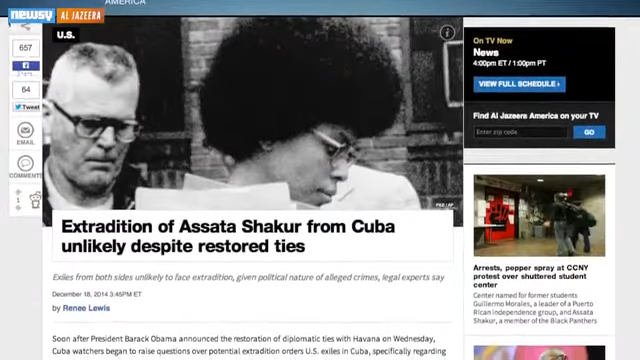 AMERICA
newsy
AL JAZEERA
U.S.
657
Share
64
Tweet
EMAIL
COMMENTS
1
On TV Now
News
4:00pm ET / 1:00pm PT
VIEW FULL SCHEDULE ›
Find Al Jazeera America on your TV
Enter zip code
GO
Extradition of Assata Shakur from Cuba
unlikely despite restored ties
Exiles from both sides unlikely to face extradition, given political nature of alleged crimes, legal experts say
December 18, 2014 3:45PM ET
by Renee Lewis
Soon after President Barack Obama announced the restoration of diplomatic ties with Havana on Wednesday,
Cuba watchers began to raise questions over potential extradition orders U.S. exiles in Cuba, specifically regarding
Arrests, pepper spray at CCNY
protest over shuttered student
center
Center named for former students
Guillermo Morales, a leader of a Puerto
Rican independence group, and Assata
Shakur, a member of the Black Panthers